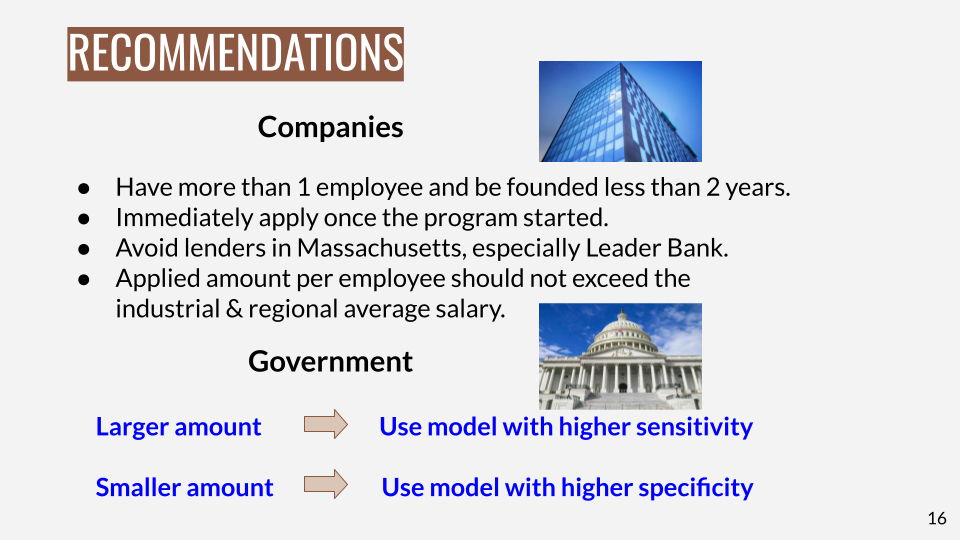 RECOMMENDATIONS
Companies
● Have more than 1 employee and be founded less than 2 years.
● Immediately apply once the program started.
● Avoid lenders in Massachusetts, especially Leader Bank.
● Applied amount per employee should not exceed the
industrial & regional average salary.
Government
Larger amount Use model with higher sensitivity
Smaller amount Use model with higher specificity
16